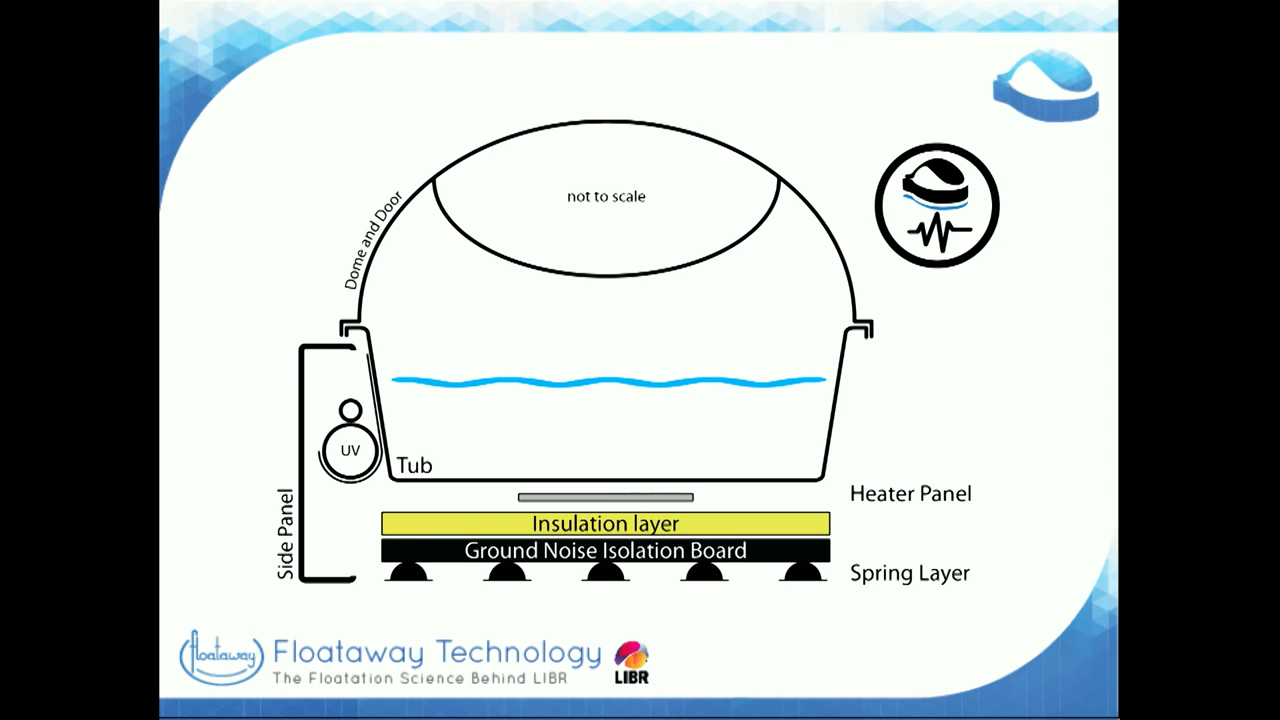 not to scale
Dome and Door
UV
Tub
Side Panel
Heater Panel
Insulation layer
Ground Noise Isolation Board
Spring Layer
floataway
Floataway Technology
The Floatation Science Behind LIBR
LIBR